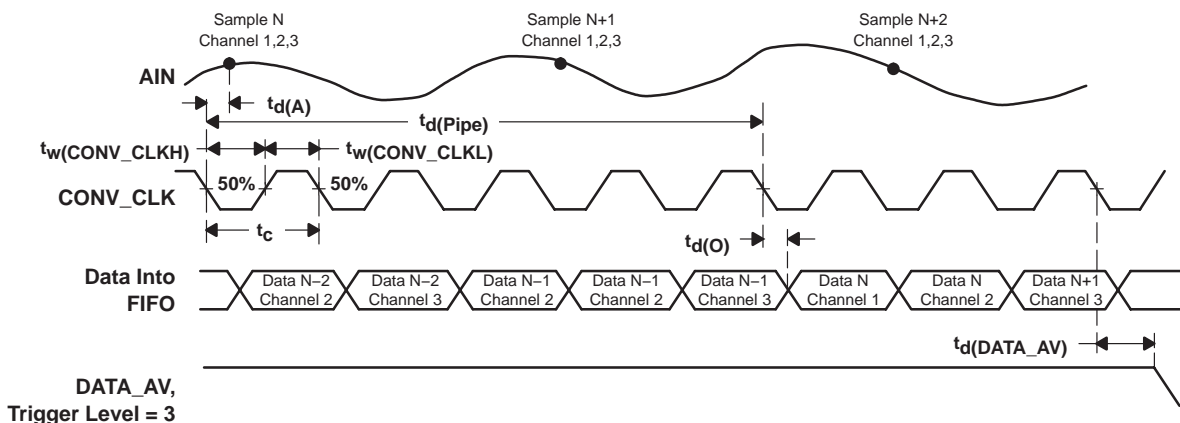 Sample N
Channel 1,2,3
Sample N+1
Channel 1,2,3
Sample N+2
Channel 1,2,3
AIN
td(A)
td(Pipe)
tw(CONV_CLKH)
tw(CONV_CLKL)
50%
50%
CONV_CLK
tc
td(O)
Data Into
FIFO
Data N–2
Channel 2
Data N–2
Channel 3
Data N–1
Channel 2
Data N–1
Channel 2
Data N–1
Channel 3
Data N
Channel 1
Data N
Channel 2
Data N+1
Channel 3
td(DATA_AV)
DATA_AV,
Trigger Level = 3